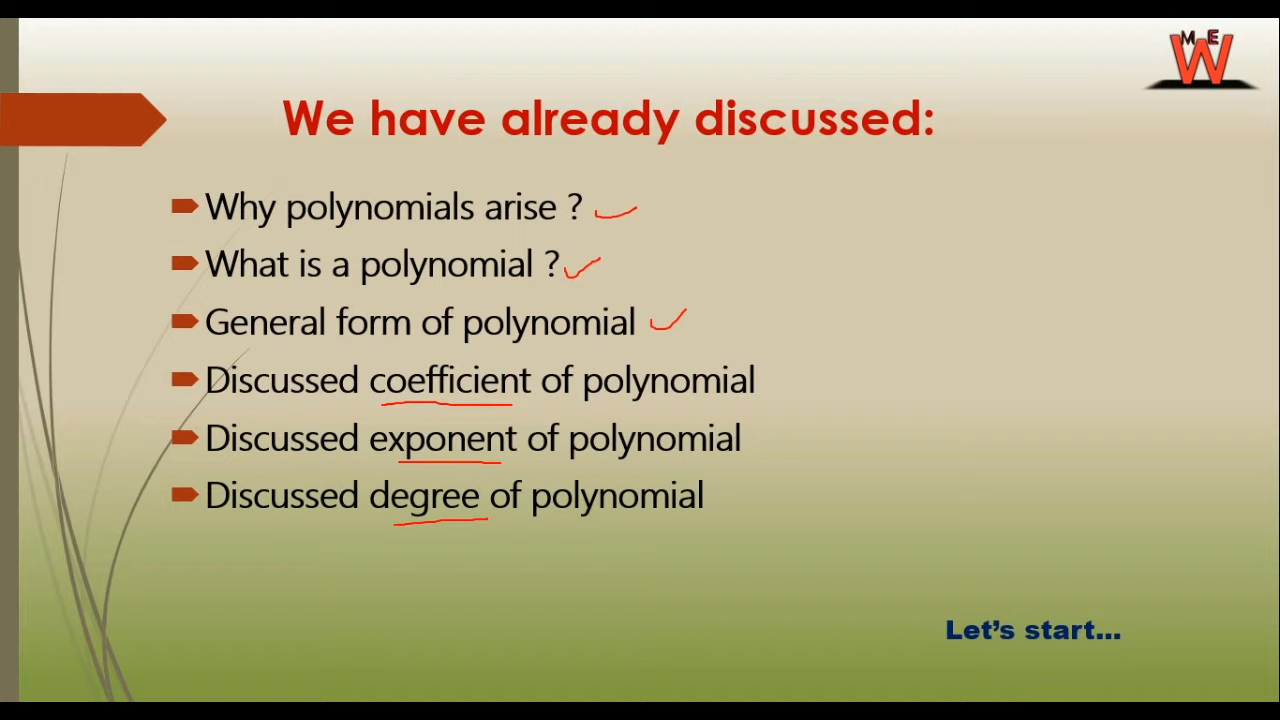 M E
W
We have already discussed:
Why polynomials arise ?
What is a polynomial ?
General form of polynomial
Discussed coefficient of polynomial
Discussed exponent of polynomial
Discussed degree of polynomial
Let's start...